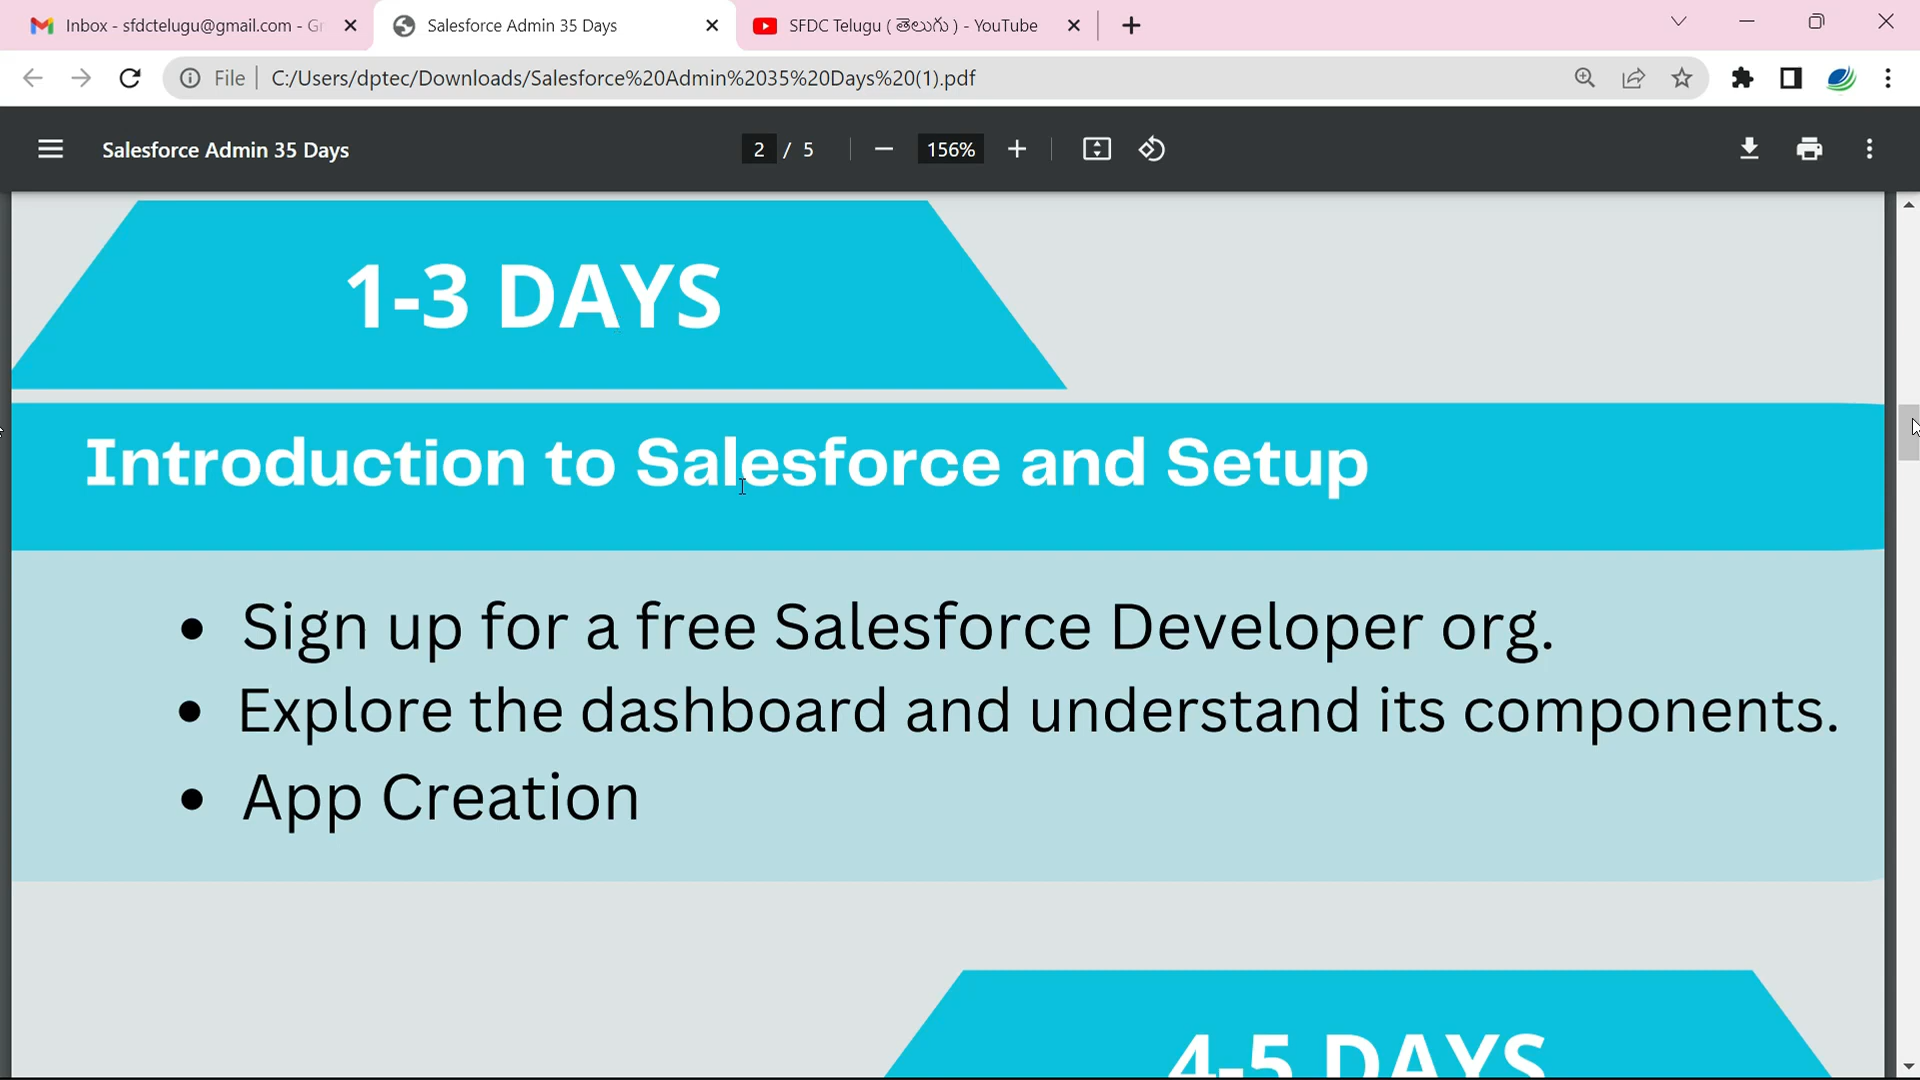 Inbox - sfdctelugu@gmail.com - Gr
Salesforce Admin 35 Days
SFDC Telugu ( తెలుగు ) - YouTube
File
C:/Users/dptec/Downloads/Salesforce%20Admin%2035%20Days%20(1).pdf
Salesforce Admin 35 Days
2 / 5
156%
1-3 DAYS
Introduction to Salesforce and Setup
• Sign up for a free Salesforce Developer org.
• Explore the dashboard and understand its components.
• App Creation
4-5 DAYS